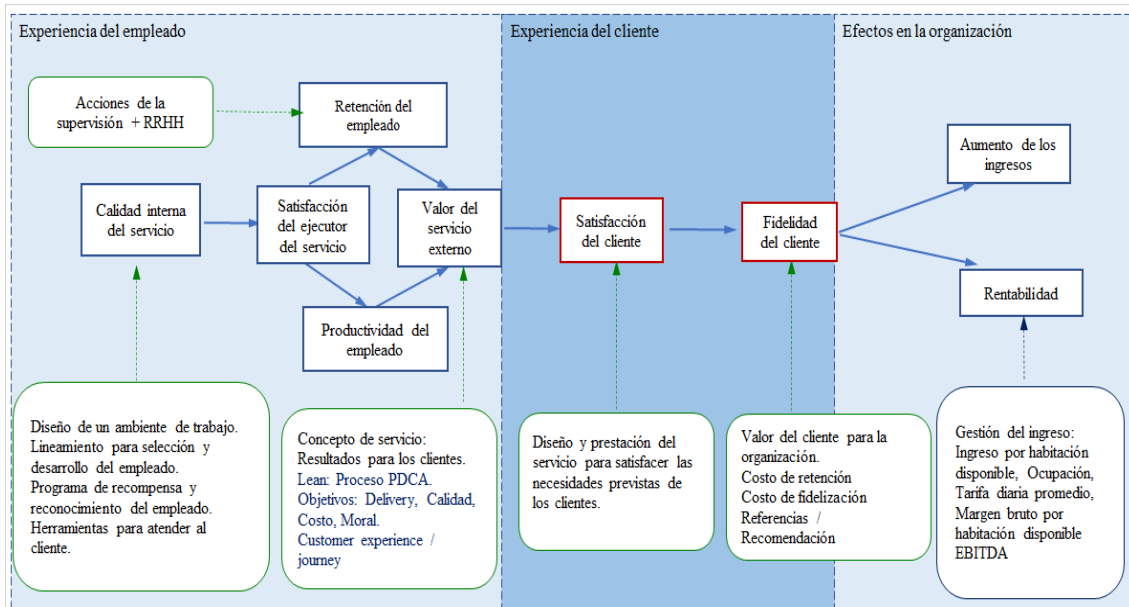 Experiencia del empleado
Experiencia del cliente
Efectos en la organización
Acciones de la
supervisión + RRHH
Retención del
empleado
Calidad interna
del servicio
Satisfacción
del ejecutor
del servicio
Valor del
servicio
externo
Productividad del
empleado
Satisfacción
del cliente
Fidelidad
del cliente
Aumento de los
ingresos
Rentabilidad
Diseño de un ambiente de trabajo.
Lineamiento para selección y
desarrollo del empleado.
Programa de recompensa y
reconocimiento del empleado.
Herramientas para atender al
cliente.
Concepto de servicio:
Resultados para los clientes.
Lean: Proceso PDCA.
Objetivos: Delivery, Calidad,
Costo, Moral.
Customer experience /
journey
Diseño y prestación del
servicio para satisfacer las
necesidades previstas de
los clientes.
Valor del cliente para la
organización.
Costo de retención
Costo de fidelización
Referencias /
Recomendación
Gestión del ingreso:
Ingreso por habitación
disponible, Ocupación,
Tarifa diaria promedio,
Margen bruto por
habitación disponible
EBITDA